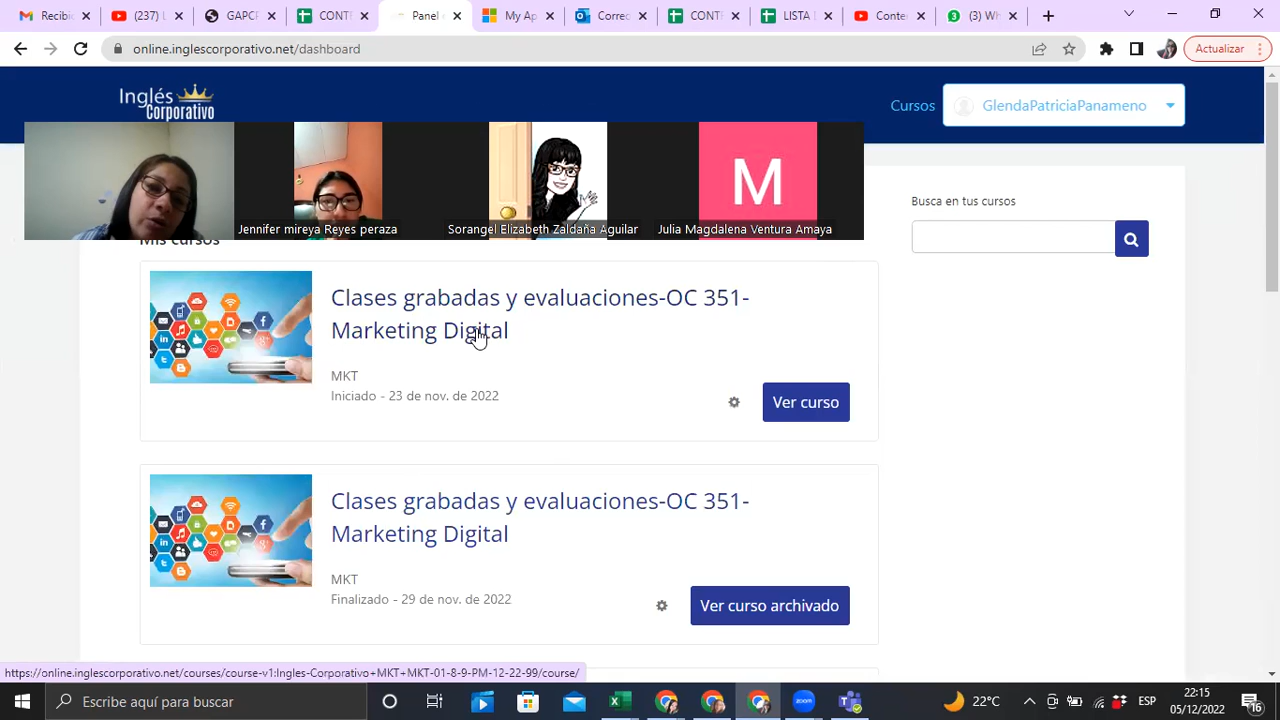 Recibi
(237
GAPC
CONTE
Panel
My Ap
Correc
CONTE
LISTA
Conte
(3) Wh
online.inglescorporativo.net/dashboard
Actualizar
Inglés
Corporativo
Cursos
GlendaPatriciaPanameno
Jennifer mireya Reyes peraza
Sorangel Elizabeth Zaldaña Aguilar
M
Julia Magdalena Ventura Amaya
Busca en tus cursos
Mis cursos
Clases grabadas y evaluaciones-OC 351-
Marketing Digital
MKT
Iniciado - 23 de nov. de 2022
Ver curso
Clases grabadas y evaluaciones-OC 351-
Marketing Digital
MKT
Finalizado - 29 de nov. de 2022
Ver curso archivado
https://online.inglescorporativo.net/courses/course-v1:Ingles-Corporativo+MKT+MKT-01-8-9-PM-12-22-99/course/
Escribe aquí para buscar
22°C
ESP
22:15
05/12/2022
16